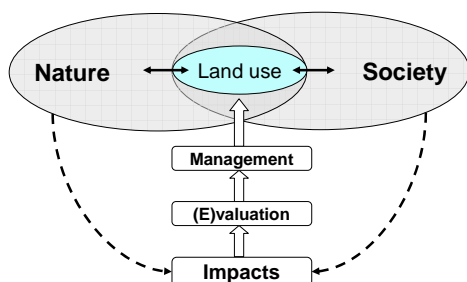 Nature
Land use
Society
Management
(E)valuation
Impacts